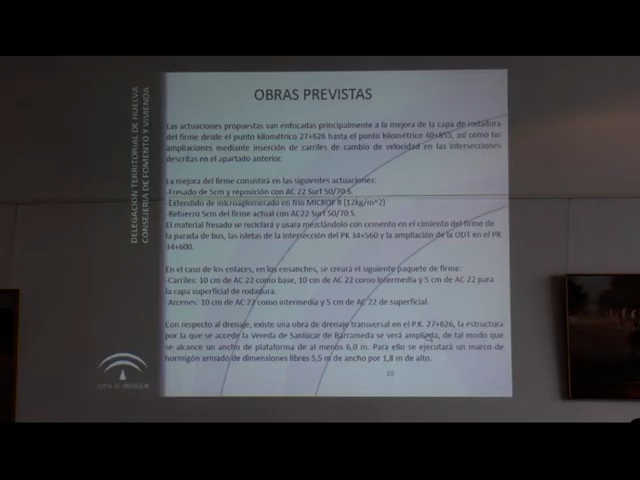 DELEGACION TERRITORIAL DE HUELVA
CONSEJERIA DE FOMENTO Y VIVIENDA
OBRAS PREVISTAS
Las actuaciones propuestas van enfocadas principalmente a la mejora de la capa de rodadura
del firme desde el punto kilométrico 27+626 hasta el punto kilométrico 40+855, así como las
ampliaciones mediante inserción de carriles de cambio de velocidad en las intersecciones
descritas en el apartado anterior.
La mejora del firme consistirá en las siguientes actuaciones:
-Fresado de 5cm y reposición con AC 22 Surf 50/70 S.
-Extendido de microaglomerado en frío MICROF 8 (12kg/m^2)
-Refuerzo 5cm del firme actual con AC22 Surf 50/70 S.
El material fresado se reciclará y usara mezclándolo con cemento en el cimiento del firme de
la parada de bus, las isletas de la intersección del PK 34+560 y la ampliación de la ODT en el PK
34+600.
En el caso de los enlaces, en los ensanches, se creará el siguiente paquete de firme:
-Carriles: 10 cm de AC 22 como base, 10 cm de AC 22 como intermedia y 5 cm de AC 22 para
la capa superficial de rodadura.
-Arcenes: 10 cm de AC 22 como intermedia y 5 cm de AC 22 de superficial.
Con respecto al drenaje, existe una obra de drenaje transversal en el P.K. 27+626, la estructura
por la que se accede la Vereda de Sanlúcar de Barrameda se verá ampliada, de tal modo que
se alcance un ancho de plataforma de al menos 6,0 m. Para ello se ejecutará un marco de
hormigón armado de dimensiones libres 5,5 m de ancho por 1,8 m de alto.
10
JUNTA DE ANDALUCIA